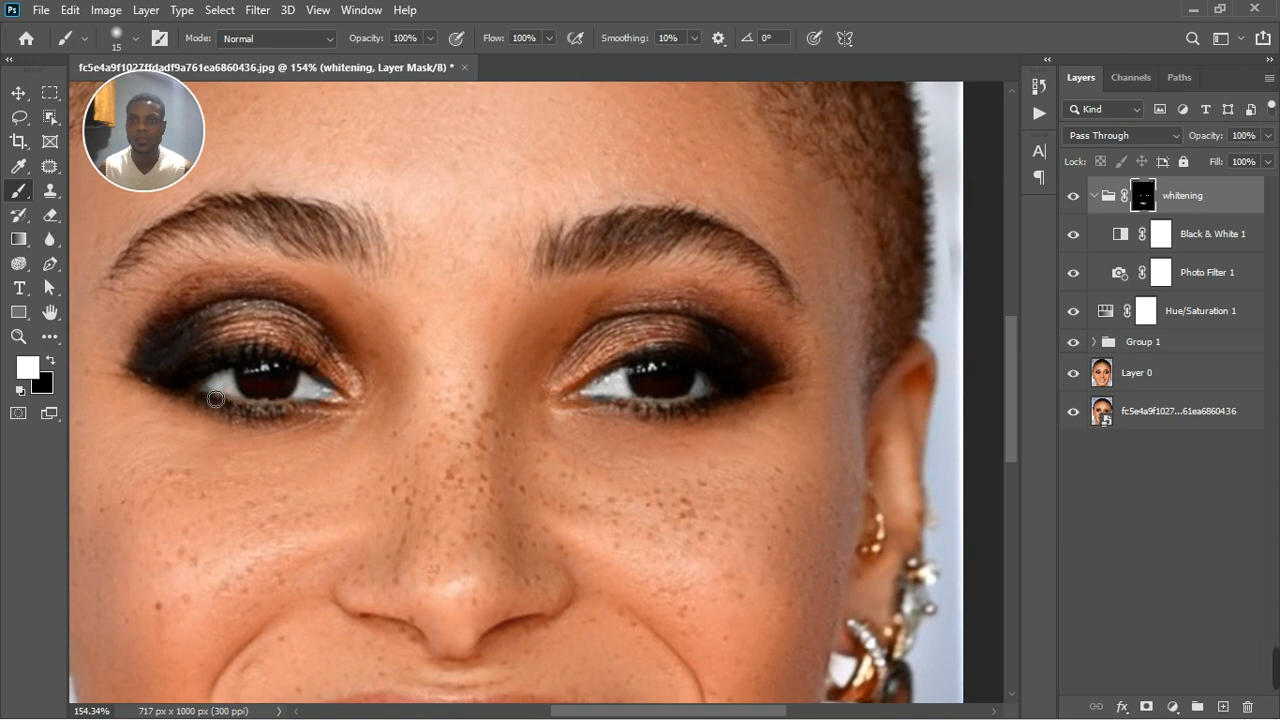 Ps File Edit Image Layer Type Select Filter 3D View Window Help
15 Mode: Normal Opacity: 100% Flow: 100% Smoothing: 10% 0°
fc5e4a9f1027ffdadf9a761ea6860436.jpg @ 154% (whitening, Layer Mask/8) *
Layers Channels Paths
Kind
Pass Through Opacity: 100%
Lock: Fill: 100%
whitening
Black & White 1
Photo Filter 1
Hue/Saturation 1
Group 1
Layer 0
fc5e4a9f1027...61ea6860436
154.34% 717 px x 1000 px (300 ppi)